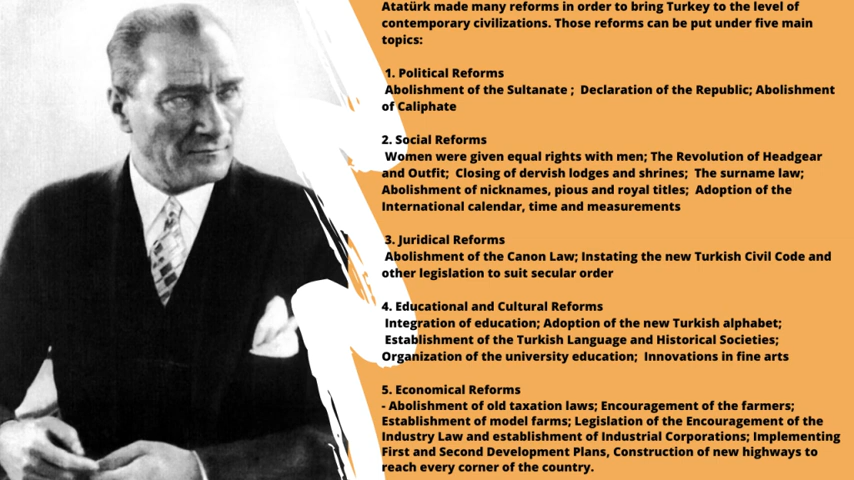 Atatürk made many reforms in order to bring Turkey to the level of
contemporary civilizations. Those reforms can be put under five main
topics:
1. Political Reforms
Abolishment of the Sultanate ; Declaration of the Republic; Abolishment
of Caliphate
2. Social Reforms
Women were given equal rights with men; The Revolution of Headgear
and Outfit; Closing of dervish lodges and shrines; The surname law;
Abolishment of nicknames, pious and royal titles; Adoption of the
International calendar, time and measurements
3. Juridical Reforms
Abolishment of the Canon Law; Instating the new Turkish Civil Code and
other legislation to suit secular order
4. Educational and Cultural Reforms
Integration of education; Adoption of the new Turkish alphabet;
Establishment of the Turkish Language and Historical Societies;
Organization of the university education; Innovations in fine arts
5. Economical Reforms
- Abolishment of old taxation laws; Encouragement of the farmers;
Establishment of model farms; Legislation of the Encouragement of the
Industry Law and establishment of Industrial Corporations; Implementing
First and Second Development Plans, Construction of new highways to
reach every corner of the country.